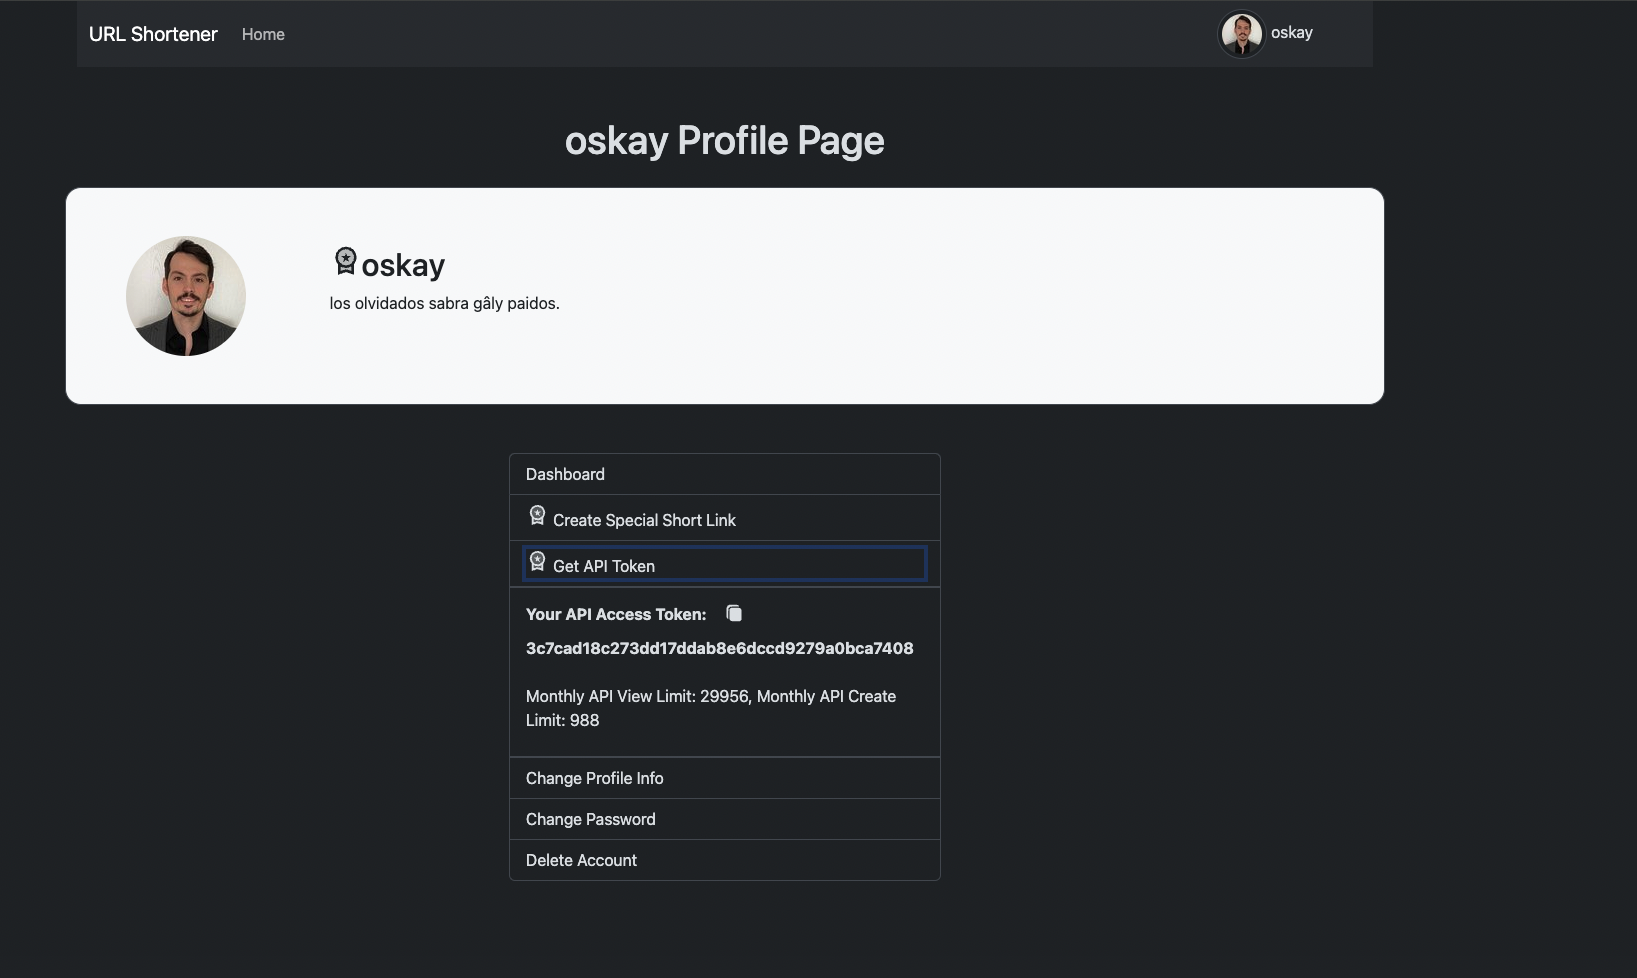 URL Shortener Home oskay
oskay Profile Page
oskay
los olvidados sabra gâly paidos.
Dashboard
Create Special Short Link
Get API Token
Your API Access Token:
3c7cad18c273dd17ddab8e6dccd9279a0bca7408
Monthly API View Limit: 29956, Monthly API Create
Limit: 988
Change Profile Info
Change Password
Delete Account